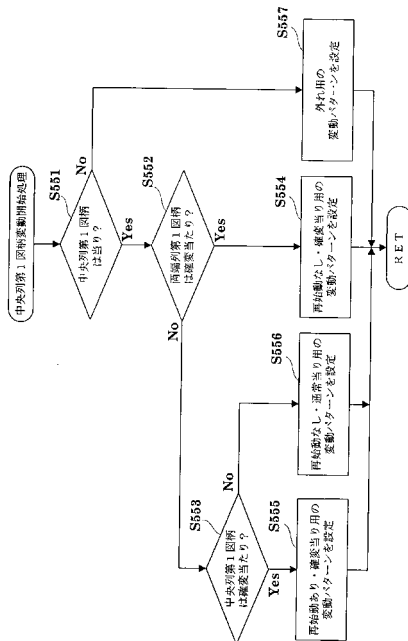 中央列第1図柄変動開始処理
S551
中央列第1図柄
は当り?
No
Yes
S552
両端列第1図柄
は確変当たり?
No
Yes
S553
中央列第1図柄
は確変当たり?
No
Yes
S555
再始動あり・確変当り用の
変動パターンを設定
S556
再始動なし・通常当り用の
変動パターンを設定
S554
再始動なし・確変当り用の
変動パターンを設定
S557
外れ用の
変動パターンを設定
RET